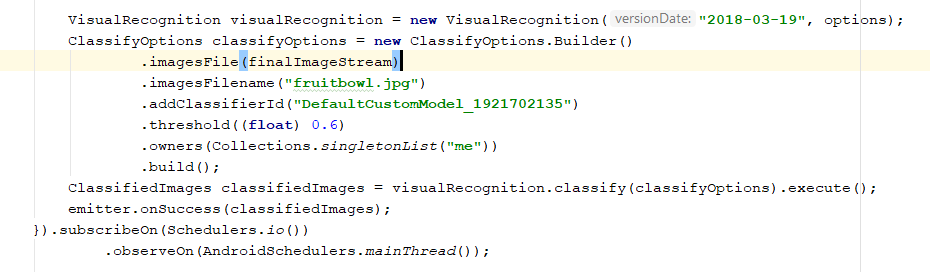 VisualRecognition visualRecognition = new VisualRecognition( versionDate: "2018-03-19", options);
ClassifyOptions classifyOptions = new ClassifyOptions.Builder()
.imagesFile(finalImageStream)
.imagesFilename("fruitbowl.jpg")
.addClassifierId("DefaultCustomModel_1921702135")
.threshold((float) 0.6)
.owners(Collections.singletonList("me"))
.build();
ClassifiedImages classifiedImages = visualRecognition.classify(classifyOptions).execute();
emitter.onSuccess(classifiedImages);
}).subscribeOn(Schedulers.io())
.observeOn(AndroidSchedulers.mainThread());